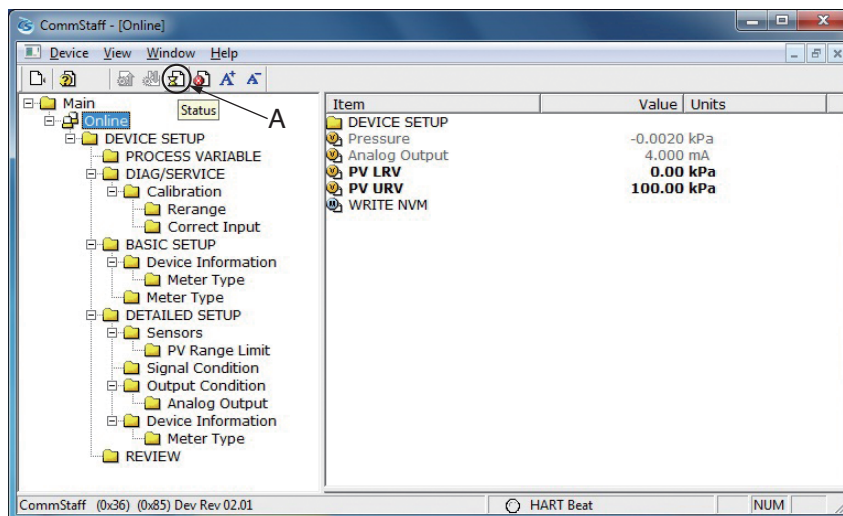 CommStaff - [Online]
Device View Window Help
A+ A-
Status
A
Main
Online
DEVICE SETUP
PROCESS VARIABLE
DIAG/SERVICE
Calibration
Rerange
Correct Input
BASIC SETUP
Device Information
Meter Type
Meter Type
DETAILED SETUP
Sensors
PV Range Limit
Signal Condition
Output Condition
Analog Output
Device Information
Meter Type
REVIEW
Item Value Units
DEVICE SETUP
Pressure -0.0020 kPa
Analog Output 4.000 mA
PV LRV 0.00 kPa
PV URV 100.00 kPa
WRITE NVM
CommStaff (0x36) (0x85) Dev Rev 02.01 HART Beat NUM